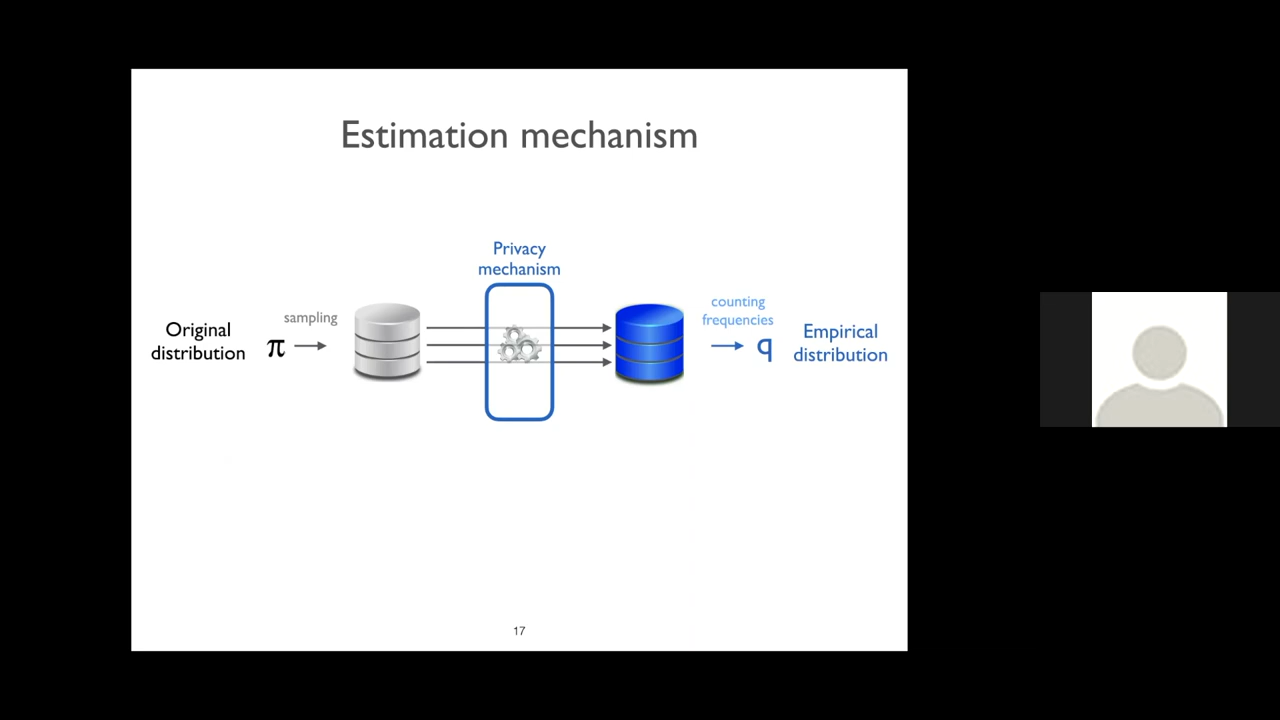 Estimation mechanism
Privacy
mechanism
Original
distribution
π
sampling
counting
frequencies
q
Empirical
distribution
17